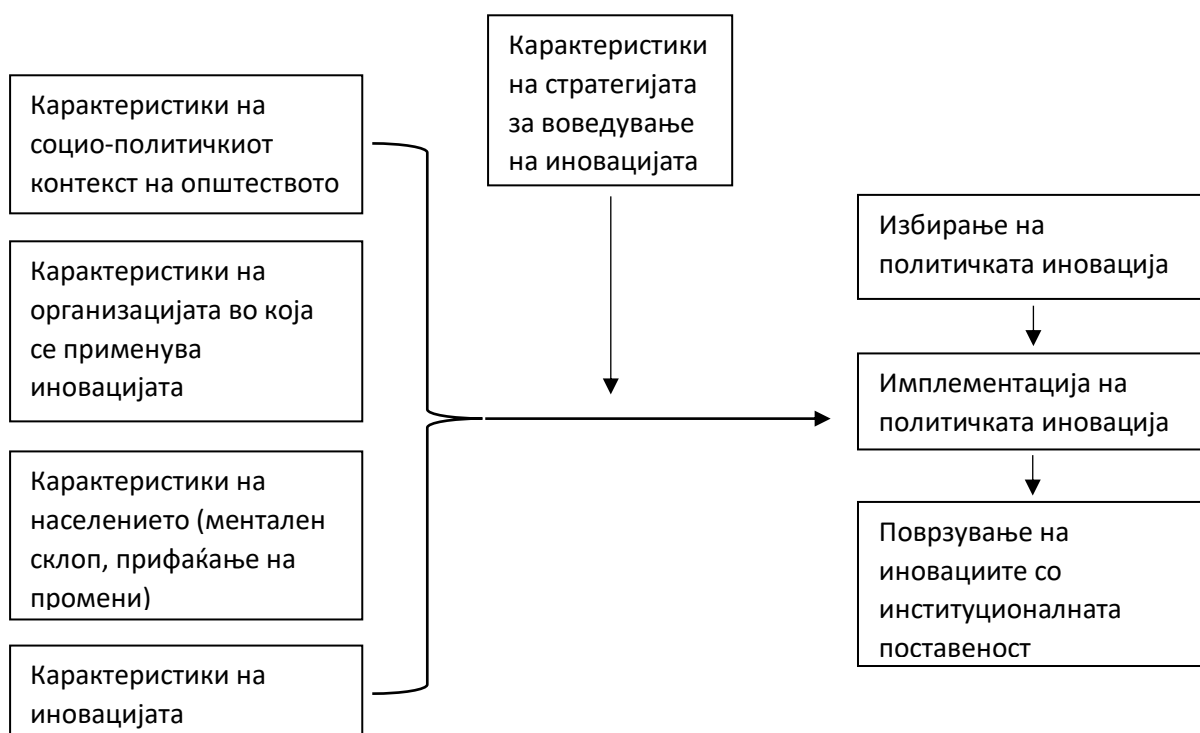 Карактеристики на
социо-политичкиот
контекст на општеството
Карактеристики на
организацијата во која
се применува
иновацијата
Карактеристики на
населението (ментален
склоп, прифаќање на
промени)
Карактеристики на
иновацијата
Карактеристики
на стратегијата
за воведување
на иновацијата
Избирање на
политичката иновација
Имплементација на
политичката иновација
Поврзување на
иновациите со
институционалната
поставеност